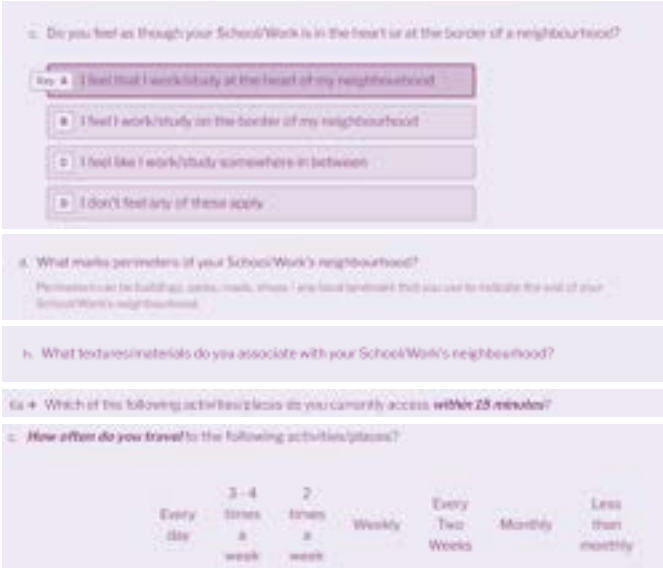 c. Do you feel as though your School/Work is in the heart or at the border of a neighbourhood?
Key A I feel that I work/study at the heart of my neighbourhood
B I feel I work/study on the border of my neighbourhood
C I feel like I work/study somewhere in between
D I don't feel any of these apply
d. What marks perimeters of your School/Work's neighbourhood?
Perimeters can be buildings, parks, roads, shops - any local landmark that you use to indicate the end of your
School/Work's neighbourhood.
h. What textures/materials do you associate with your School/Work's neighbourhood?
Which of the following activities/places do you currently access within 15 minutes?
c. How often do you travel to the following activities/places?
Every day
3 - 4 times a week
2 times a week
Weekly
Every Two Weeks
Monthly
Less than monthly